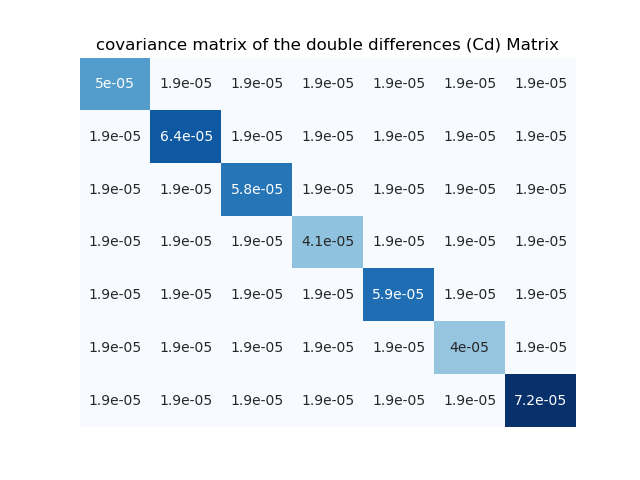 covariance matrix of the double differences (Cd) Matrix
5e-05 1.9e-05 1.9e-05 1.9e-05 1.9e-05 1.9e-05 1.9e-05
1.9e-05 6.4e-05 1.9e-05 1.9e-05 1.9e-05 1.9e-05 1.9e-05
1.9e-05 1.9e-05 5.8e-05 1.9e-05 1.9e-05 1.9e-05 1.9e-05
1.9e-05 1.9e-05 1.9e-05 4.1e-05 1.9e-05 1.9e-05 1.9e-05
1.9e-05 1.9e-05 1.9e-05 1.9e-05 5.9e-05 1.9e-05 1.9e-05
1.9e-05 1.9e-05 1.9e-05 1.9e-05 1.9e-05 4e-05 1.9e-05
1.9e-05 1.9e-05 1.9e-05 1.9e-05 1.9e-05 1.9e-05 7.2e-05